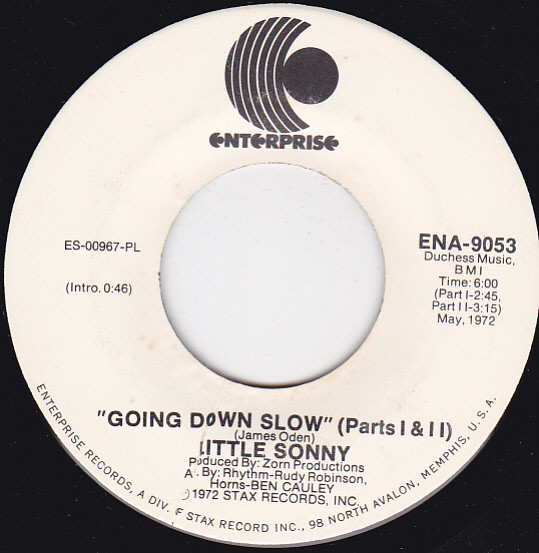 ENTERPRISE
ES-00967-PL
(Intro. 0:46)
ENA-9053
Duchess Music,
BMI
Time: 6:00
(Part I-2:45,
Part II-3:15)
May, 1972
"GOING DOWN SLOW" (Parts I & II)
(James Oden)
LITTLE SONNY
Produced By: Zorn Productions
A . By: Rhythm-Rudy Robinson,
Horns-BEN CAULEY
1972 STAX RECORDS, INC.
ENTERPRISE RECORDS, A DIV. OF STAX RECORD INC., 98 NORTH AVALON, MEMPHIS, U.S.A.